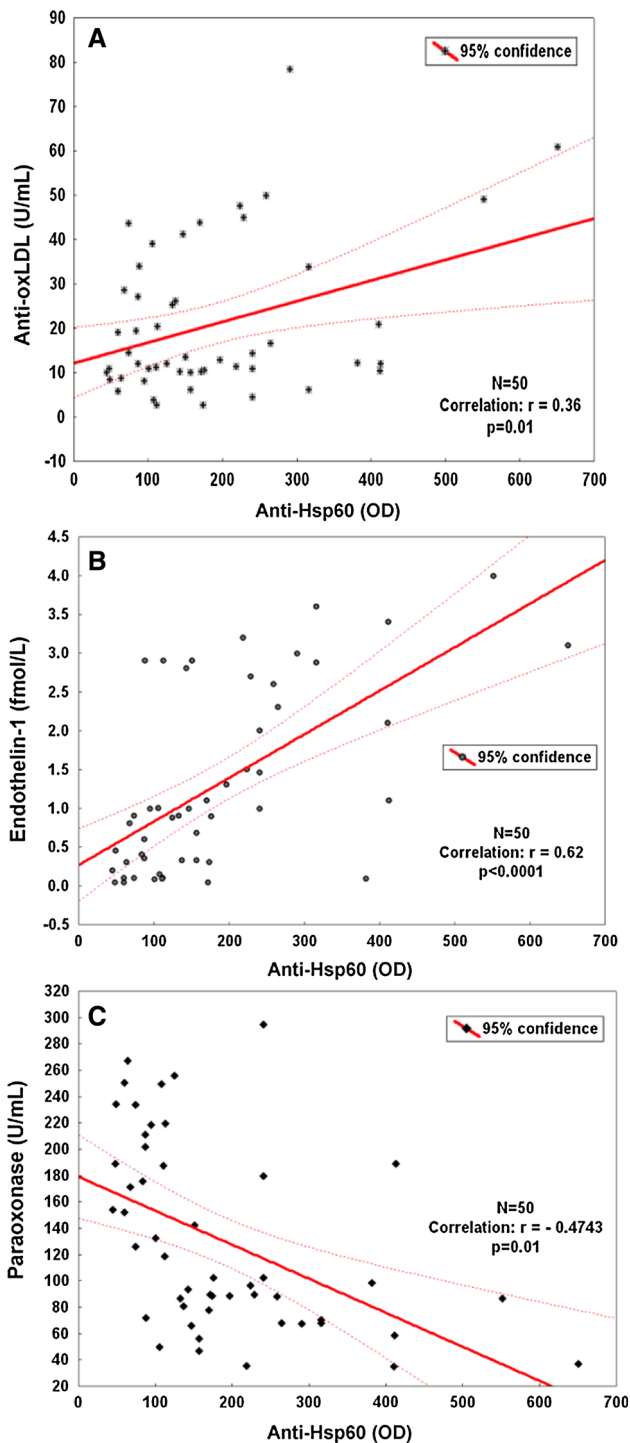 A
95% confidence
90
80
70
60
50
40
30
20
10
0
-10
Anti-oxLDL (U/mL)
N=50
Correlation: r = 0.36
p=0.01
0 100 200 300 400 500 600 700
Anti-Hsp60 (OD)
B
4.5
4.0
3.5
3.0
2.5
2.0
1.5
1.0
0.5
0.0
-0.5
Endothelin-1 (fmol/L)
95% confidence
N=50
Correlation: r = 0.62
p<0.0001
0 100 200 300 400 500 600 700
Anti-Hsp60 (OD)
C
95% confidence
320
300
280
260
240
220
200
180
160
140
120
100
80
60
40
20
Paraoxonase (U/mL)
N=50
Correlation: r = - 0.4743
p=0.01
0 100 200 300 400 500 600 700
Anti-Hsp60 (OD)